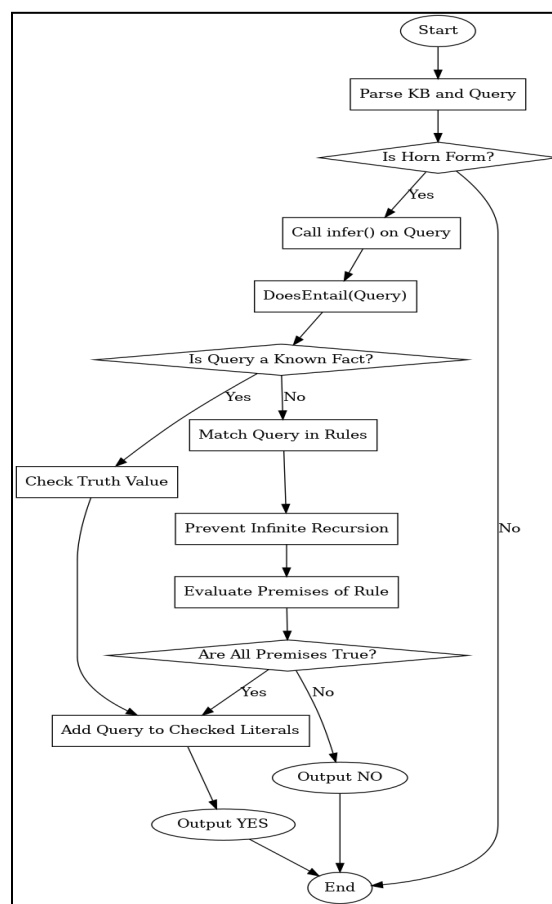 Start
Parse KB and Query
Is Horn Form?
Yes
Call infer() on Query
DoesEntail(Query)
Is Query a Known Fact?
Yes
No
Match Query in Rules
Check Truth Value
Prevent Infinite Recursion
No
Evaluate Premises of Rule
Are All Premises True?
Yes
No
Add Query to Checked Literals
Output NO
Output YES
End